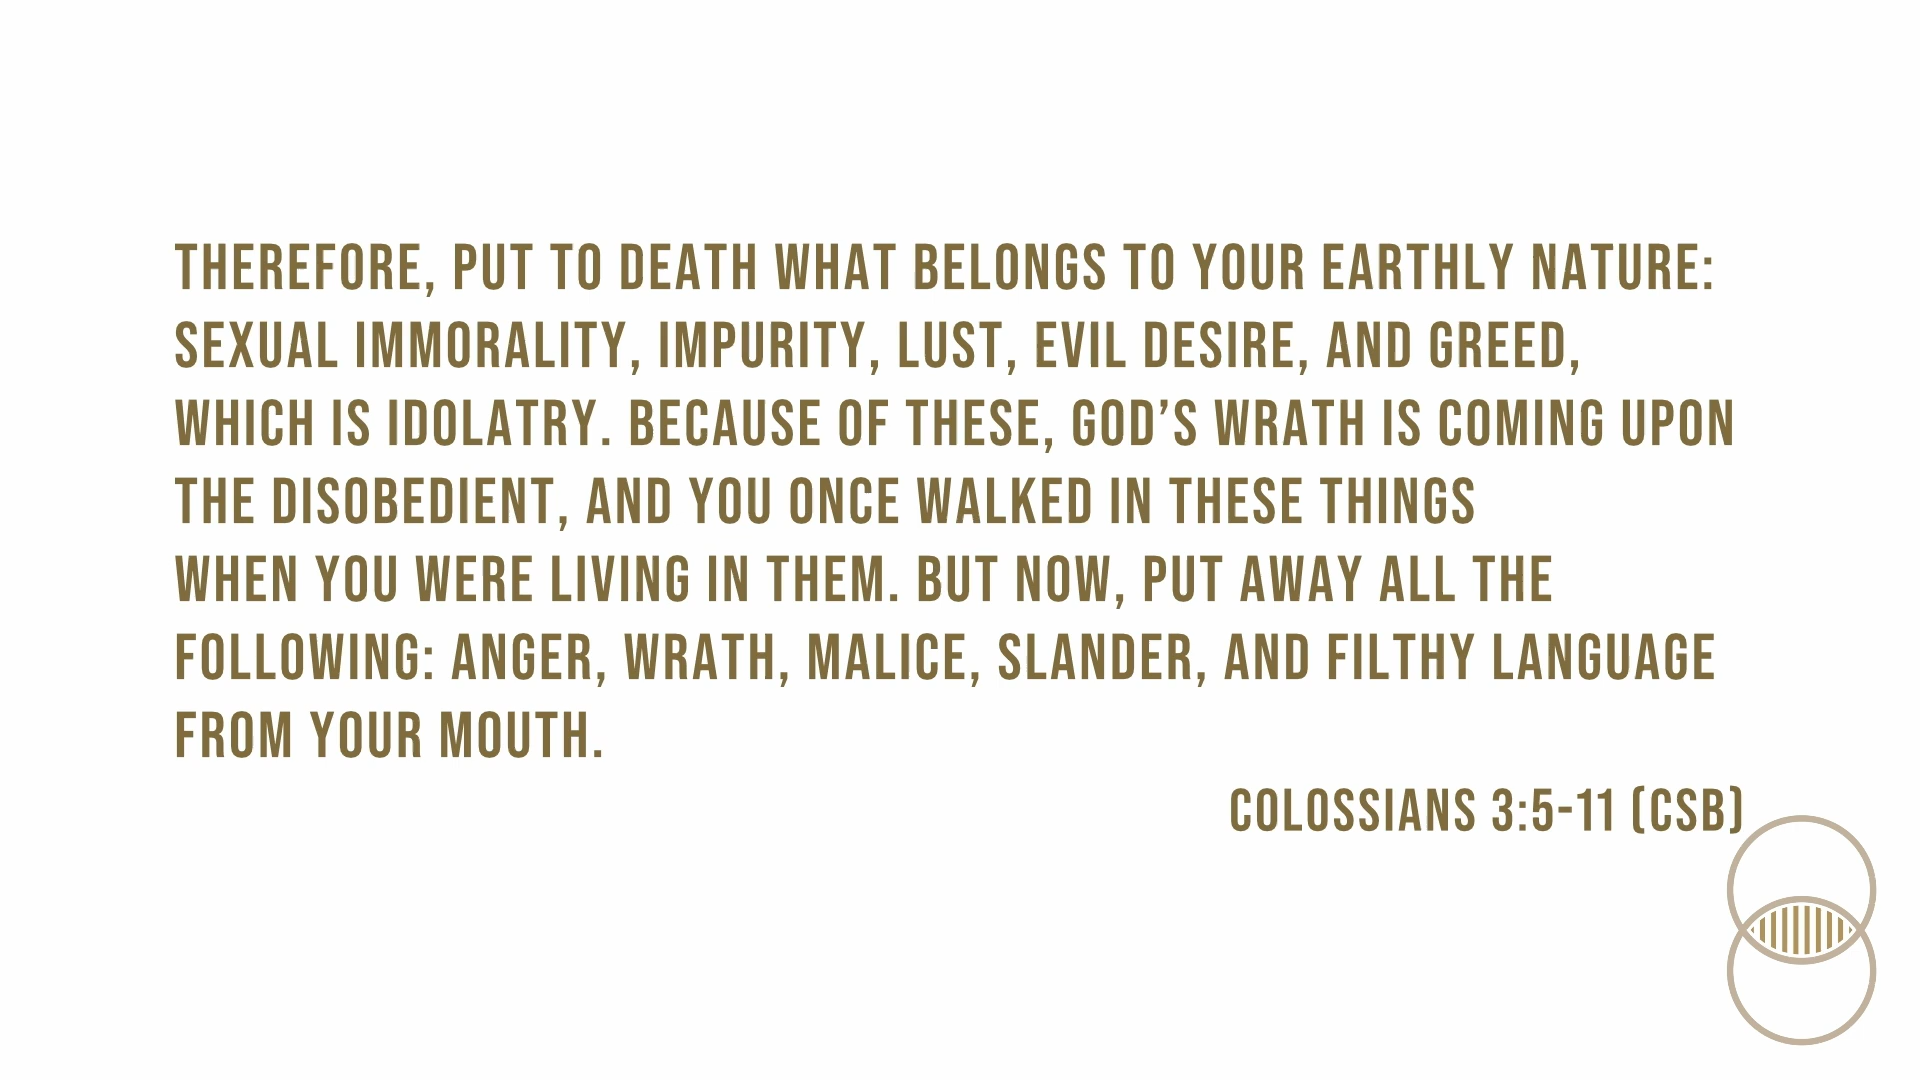 THEREFORE, PUT TO DEATH WHAT BELONGS TO YOUR EARTHLY NATURE:
SEXUAL IMMORALITY, IMPURITY, LUST, EVIL DESIRE, AND GREED,
WHICH IS IDOLATRY. BECAUSE OF THESE, GOD’S WRATH IS COMING UPON
THE DISOBEDIENT, AND YOU ONCE WALKED IN THESE THINGS
WHEN YOU WERE LIVING IN THEM. BUT NOW, PUT AWAY ALL THE
FOLLOWING: ANGER, WRATH, MALICE, SLANDER, AND FILTHY LANGUAGE
FROM YOUR MOUTH.
COLOSSIANS 3:5-11 (CSB)